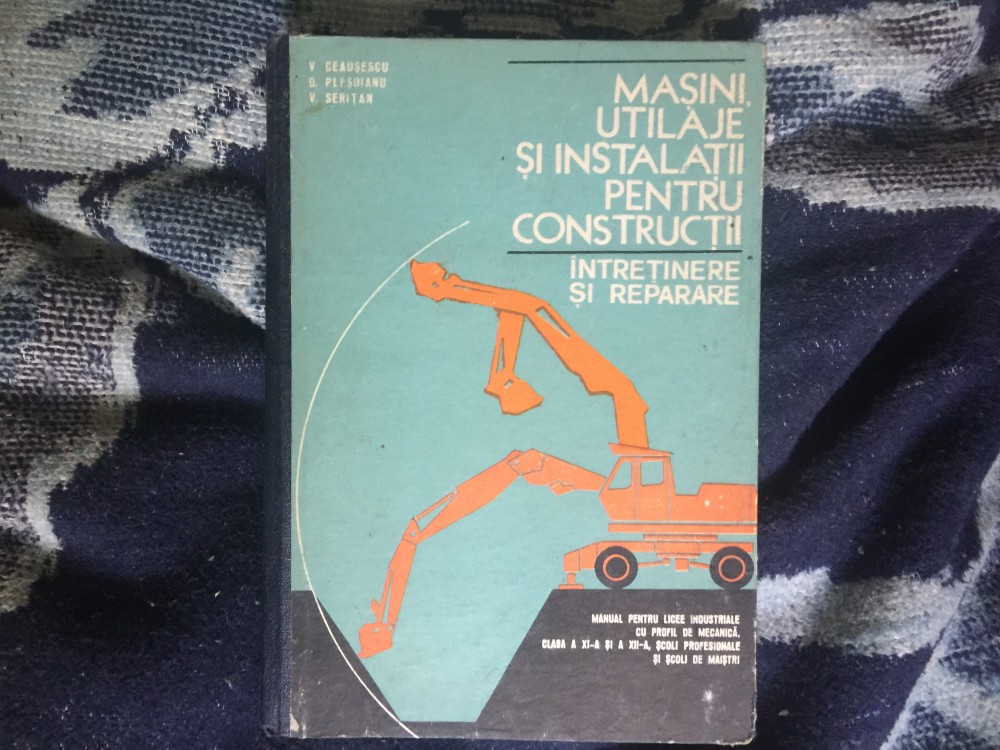 V. CEAUȘESCU
D. PLEȘOIANU
V. SERIȚAN
MAȘINI,
UTILAJE
ȘI INSTALAȚII
PENTRU
CONSTRUCȚII
ÎNTREȚINERE
ȘI REPARARE
MANUAL PENTRU LICEE INDUSTRIALE
CU PROFIL DE MECANICĂ,
CLASA A XI-A ȘI A XII-A, ȘCOLI PROFESIONALE
ȘI ȘCOLI DE MAIȘTRI